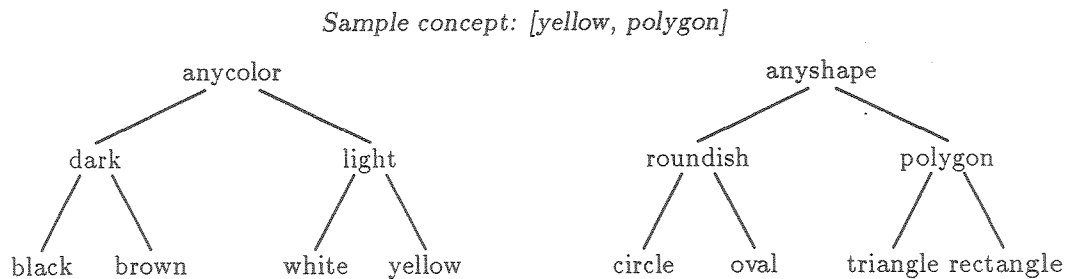 Sample concept: [yellow, polygon]
anycolor anyshape
dark light roundish polygon
black brown white yellow circle oval triangle rectangle